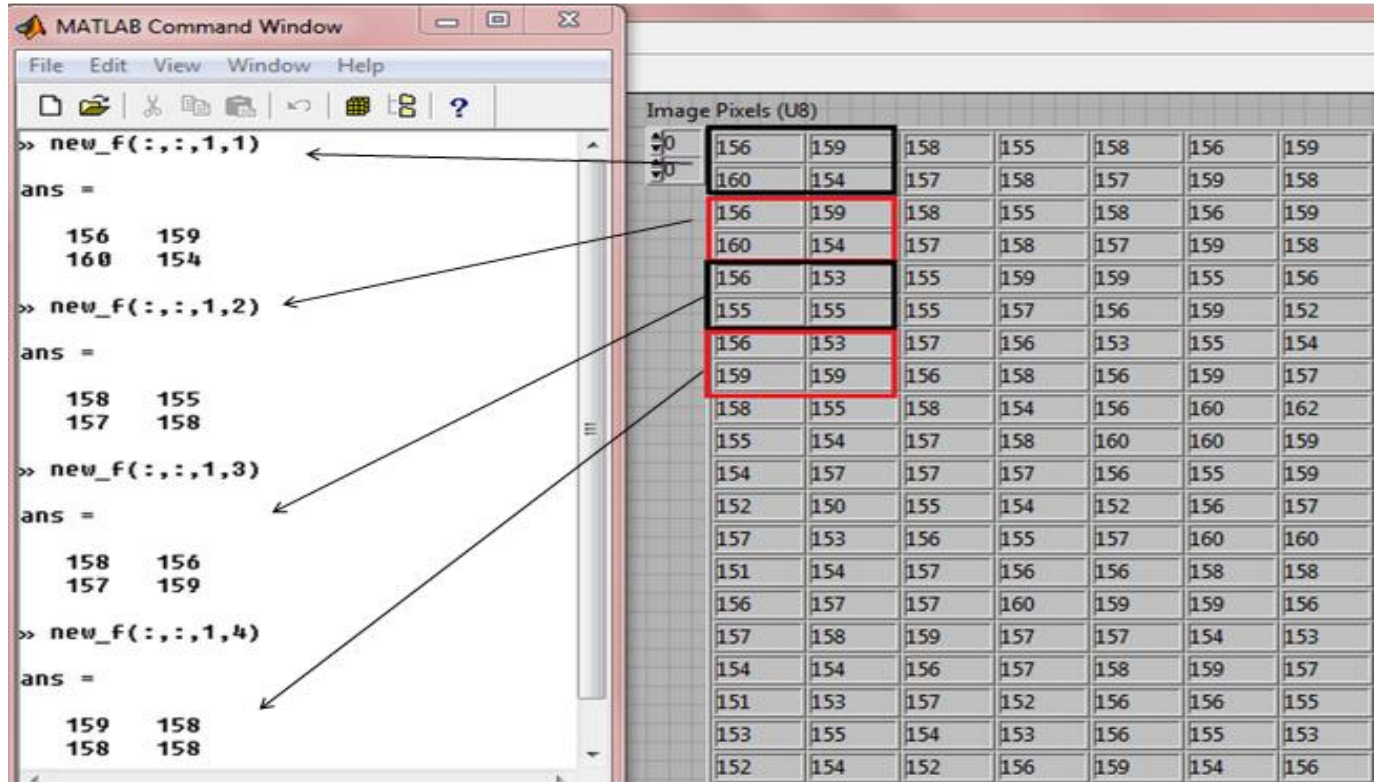 MATLAB Command Window
File Edit View Window Help
?
» new_f(:,:,1,1)
ans =
156 159
160 154
» new_f(:,:,1,2)
ans =
158 155
157 158
» new_f(:,:,1,3)
ans =
158 156
157 159
» new_f(:,:,1,4)
ans =
159 158
158 158
Image Pixels (U8)
0
0
156 159 158 155 158 156 159
160 154 157 158 157 159 158
156 159 158 155 158 156 159
160 154 157 158 157 159 158
156 153 155 159 159 155 156
155 155 155 157 156 159 152
156 153 157 156 153 155 154
159 159 156 158 156 159 157
158 155 158 154 156 160 162
155 154 157 158 160 160 159
154 157 157 157 156 155 159
152 150 155 154 152 156 157
157 153 156 155 157 160 160
151 154 157 156 156 158 158
156 157 157 160 159 159 156
157 158 159 157 157 154 153
154 154 156 157 158 159 157
151 153 157 152 156 156 155
153 155 154 153 156 155 153
152 154 152 156 159 154 156